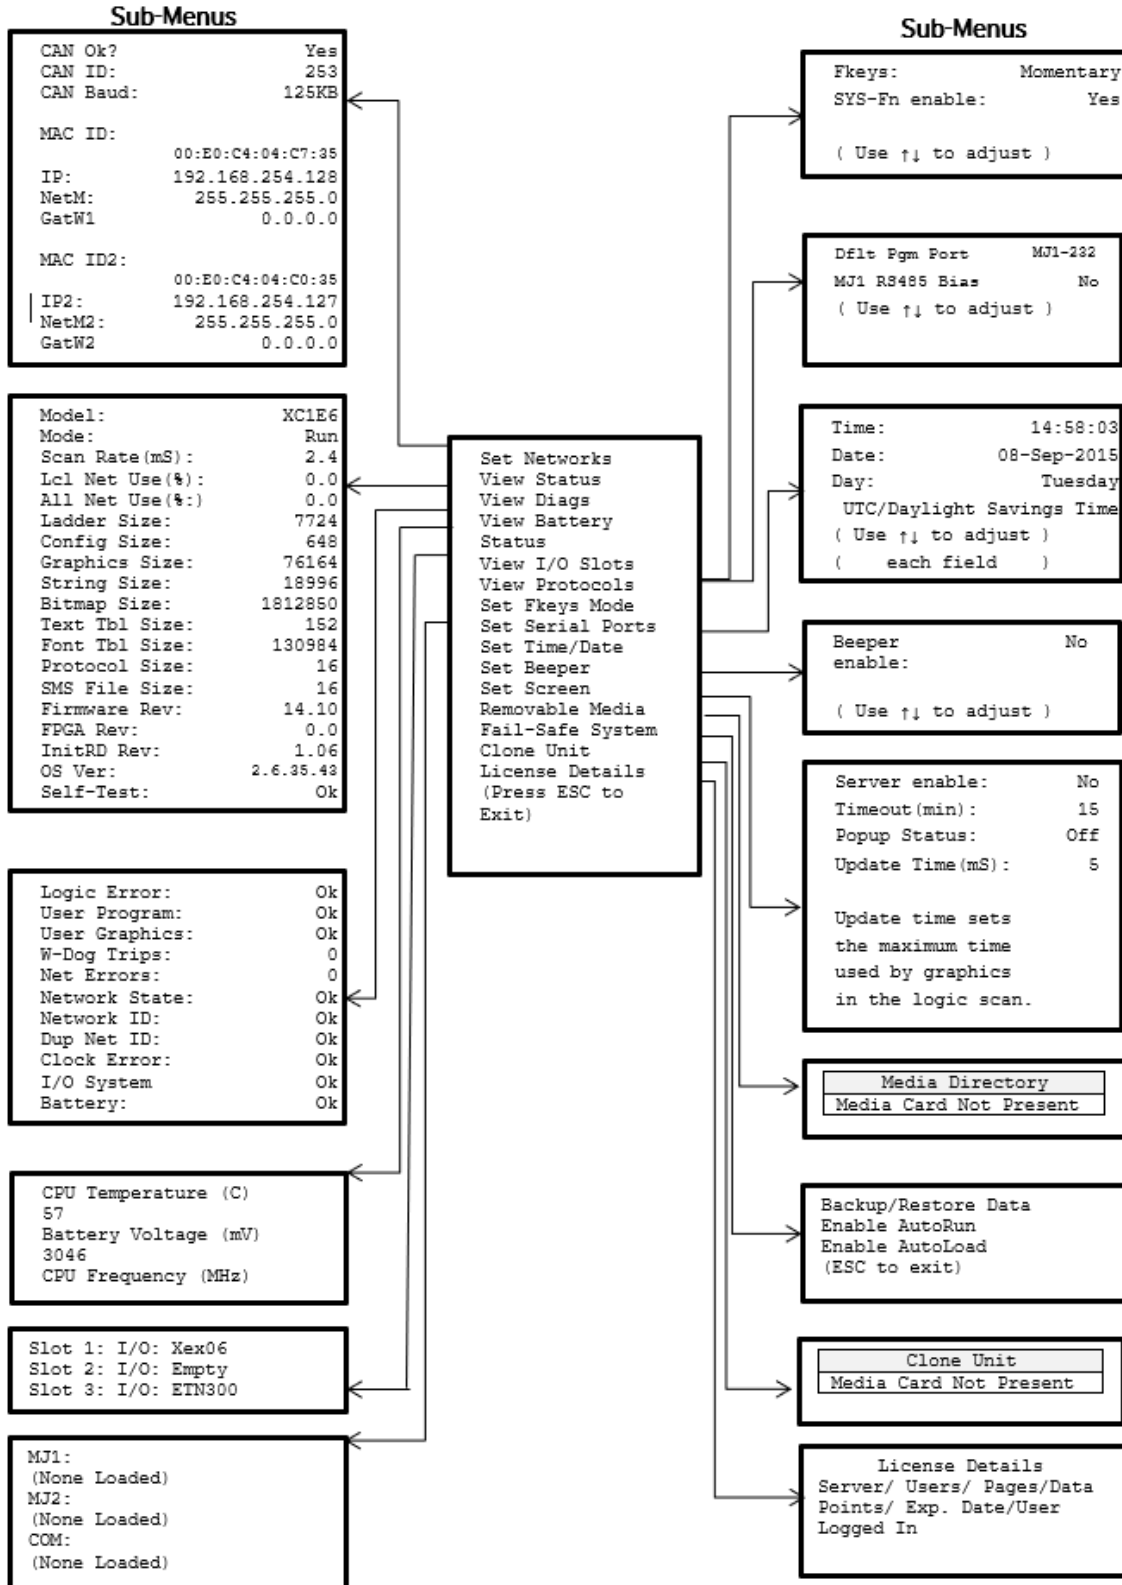 Sub-Menus
CAN Ok? Yes
CAN ID: 253
CAN Baud: 125KB
MAC ID:
00:E0:C4:04:C7:35
IP: 192.168.254.128
NetM: 255.255.255.0
GatW1 0.0.0.0
MAC ID2:
00:E0:C4:04:C0:35
IP2: 192.168.254.127
NetM2: 255.255.255.0
GatW2 0.0.0.0
Model: XC1E6
Mode: Run
Scan Rate(mS): 2.4
Lcl Net Use(%): 0.0
All Net Use(%:) 0.0
Ladder Size: 7724
Config Size: 648
Graphics Size: 76164
String Size: 18996
Bitmap Size: 1812850
Text Tbl Size: 152
Font Tbl Size: 130984
Protocol Size: 16
SMS File Size: 16
Firmware Rev: 14.10
FPGA Rev: 0.0
InitRD Rev: 1.06
OS Ver: 2.6.35.43
Self-Test: Ok
Logic Error: Ok
User Program: Ok
User Graphics: Ok
W-Dog Trips: 0
Net Errors: 0
Network State: Ok
Network ID: Ok
Dup Net ID: Ok
Clock Error: Ok
I/O System Ok
Battery: Ok
CPU Temperature (C)
57
Battery Voltage (mV)
3046
CPU Frequency (MHz)
Slot 1: I/O: Xex06
Slot 2: I/O: Empty
Slot 3: I/O: ETN300
MJ1:
(None Loaded)
MJ2:
(None Loaded)
COM:
(None Loaded)
Set Networks
View Status
View Diags
View Battery
Status
View I/O Slots
View Protocols
Set Fkeys Mode
Set Serial Ports
Set Time/Date
Set Beeper
Set Screen
Removable Media
Fail-Safe System
Clone Unit
License Details
(Press ESC to
Exit)
Sub-Menus
Fkeys: Momentary
SYS-Fn enable: Yes
( Use ↑↓ to adjust )
Dflt Pgm Port MJ1-232
MJ1 RS485 Bias No
( Use ↑↓ to adjust )
Time: 14:58:03
Date: 08-Sep-2015
Day: Tuesday
UTC/Daylight Savings Time
( Use ↑↓ to adjust )
( each field )
Beeper No
enable:
( Use ↑↓ to adjust )
Server enable: No
Timeout(min): 15
Popup Status: Off
Update Time(mS): 5
Update time sets
the maximum time
used by graphics
in the logic scan.
Media Directory
Media Card Not Present
Backup/Restore Data
Enable AutoRun
Enable AutoLoad
(ESC to exit)
Clone Unit
Media Card Not Present
License Details
Server/ Users/ Pages/Data
Points/ Exp. Date/User
Logged In